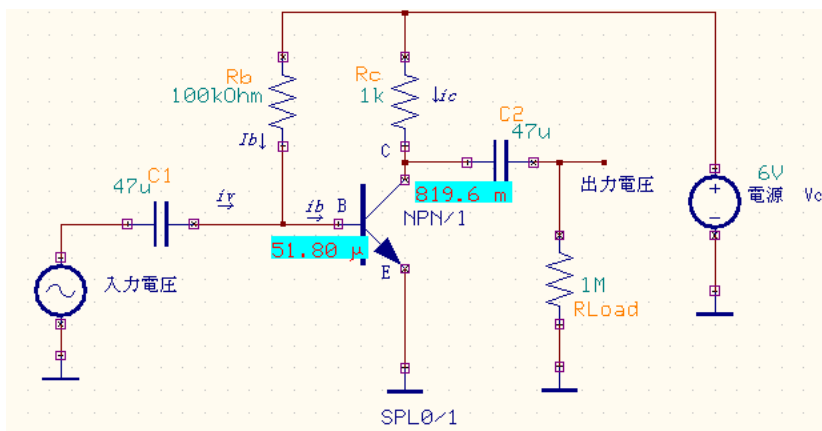 Rb
100kOhm
Ib↓
Rc
1k
↓ic
C2
47u
C
出力電圧
6V
電源 Vc
C1
47u
iv
ib
B
819.6 m
NPN/1
51.80 μ
E
入力電圧
1M
RLoad
SPL0/1